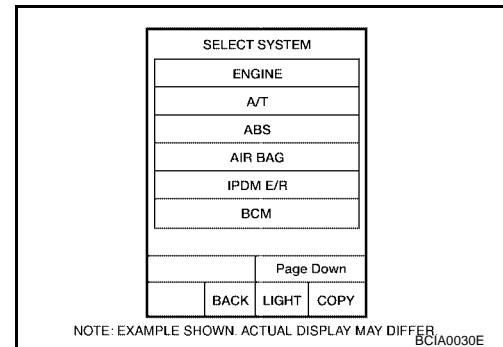 SELECT SYSTEM
ENGINE
A/T
ABS
AIR BAG
IPDM E/R
BCM
Page Down
BACK LIGHT COPY
NOTE: EXAMPLE SHOWN. ACTUAL DISPLAY MAY DIFFER.
BCIA0030E